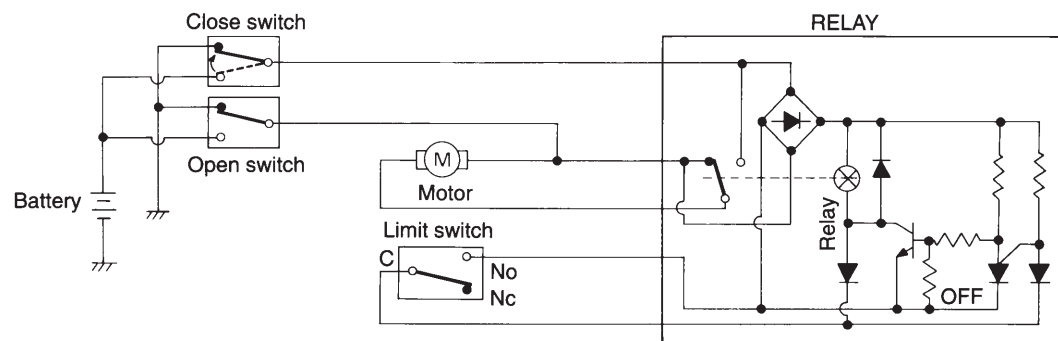 Close switch
RELAY
Open switch
M
Motor
Battery
Relay
Limit switch
C
No
Nc
OFF